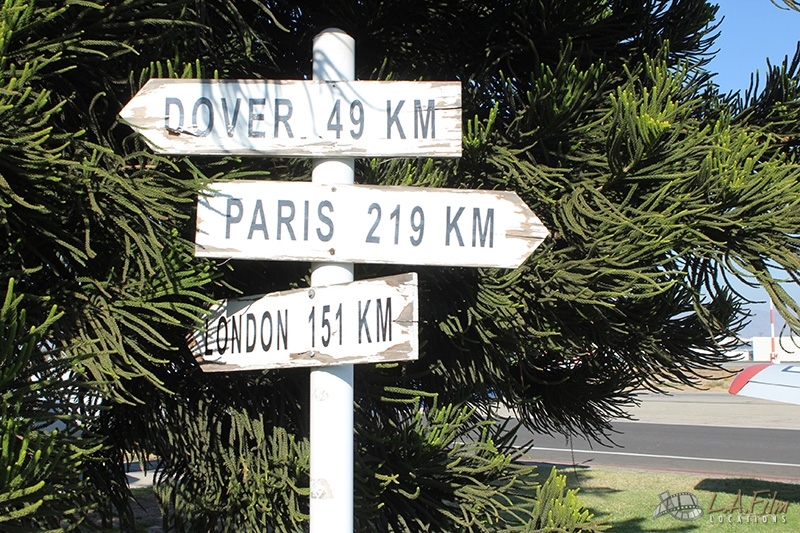 DOVER 49 KM
PARIS 219 KM
LONDON 151 KM
L.A. Film
LOCATIONS